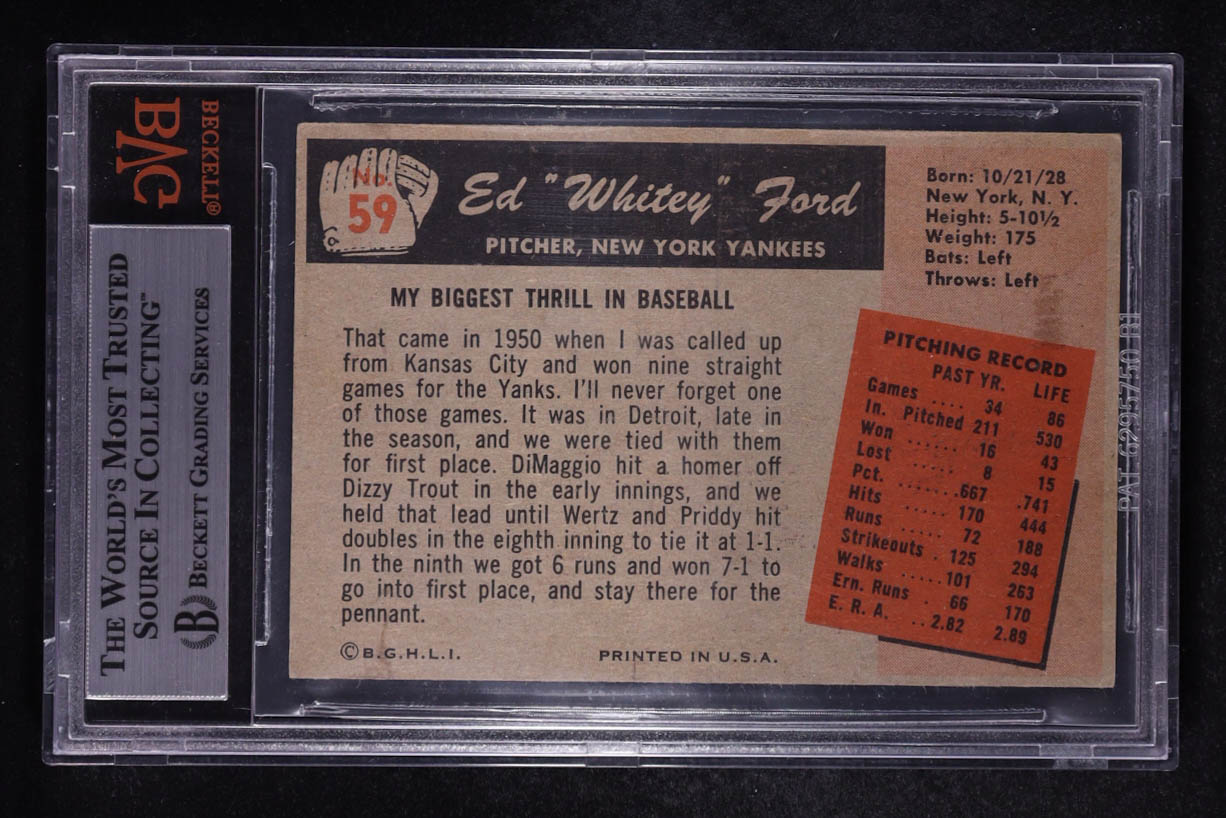 BECKETT®
BVG
THE WORLD'S MOST TRUSTED
SOURCE IN COLLECTING™
B BECKETT GRADING SERVICES
No.
59
Ed "Whitey" Ford
PITCHER, NEW YORK YANKEES
Born: 10/21/28
New York, N. Y.
Height: 5-10½
Weight: 175
Bats: Left
Throws: Left
MY BIGGEST THRILL IN BASEBALL
That came in 1950 when I was called up
from Kansas City and won nine straight
games for the Yanks. I'll never forget one
of those games. It was in Detroit, late in
the season, and we were tied with them
for first place. DiMaggio hit a homer off
Dizzy Trout in the early innings, and we
held that lead until Wertz and Priddy hit
doubles in the eighth inning to tie it at 1-1.
In the ninth we got 6 runs and won 7-1 to
go into first place, and stay there for the
pennant.
PITCHING RECORD
PAST YR. LIFE
Games .... 34 86
In. Pitched 211 530
Won ...... 16 43
Lost ..... 8 15
Pct. .......667 .741
Hits ..... 170 444
Runs ..... 72 188
Strikeouts . 125 294
Walks .....101 263
Ern. Runs . 66 170
E. R. A. ..2.82 2.89
©B.G.H.L.I.
PRINTED IN U.S.A.
PAT 6295750 B1